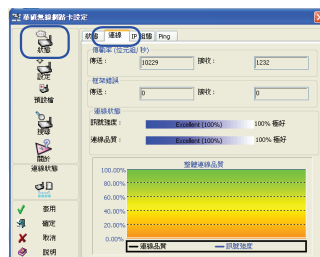 華碩無線網路卡設定
狀態
設定
預設檔
搜尋
關於
連線狀態
套用
確定
取消
說明
狀態 連線 IP 組態 Ping
傳輸率 (位元組/秒)
傳送： 10229 接收： 1232
框架錯誤
傳送： 0 接收： 0
連線狀態
訊號強度： Excellent (100%) 100% 極好
連線品質： Excellent (100%) 100% 極好
整體連線品質
100.00%
80.00%
60.00%
40.00%
20.00%
0.00%
連線品質 訊號強度